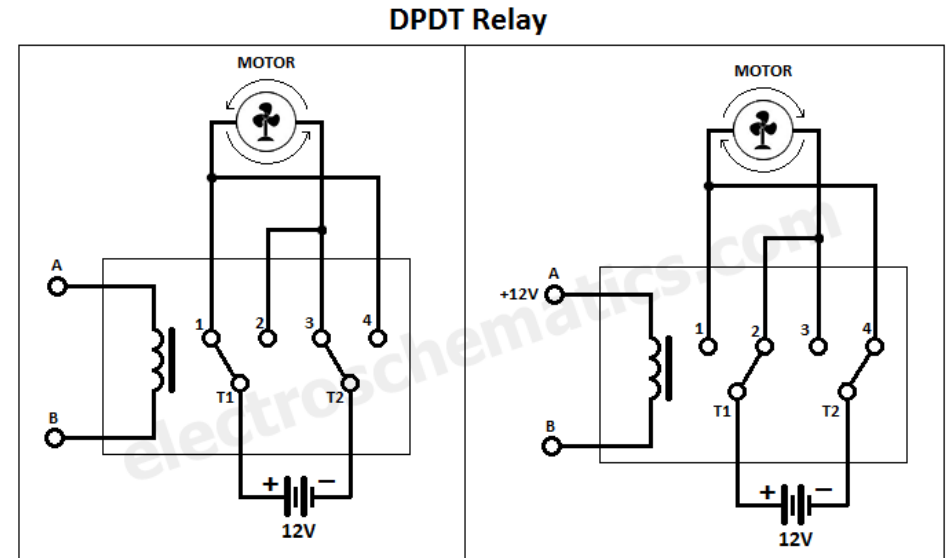 DPDT Relay
MOTOR
A
B
1
2
3
4
T1
T2
+
−
12V
MOTOR
A
+12V
B
1
2
3
4
T1
T2
+
−
12V
electroschematics.com